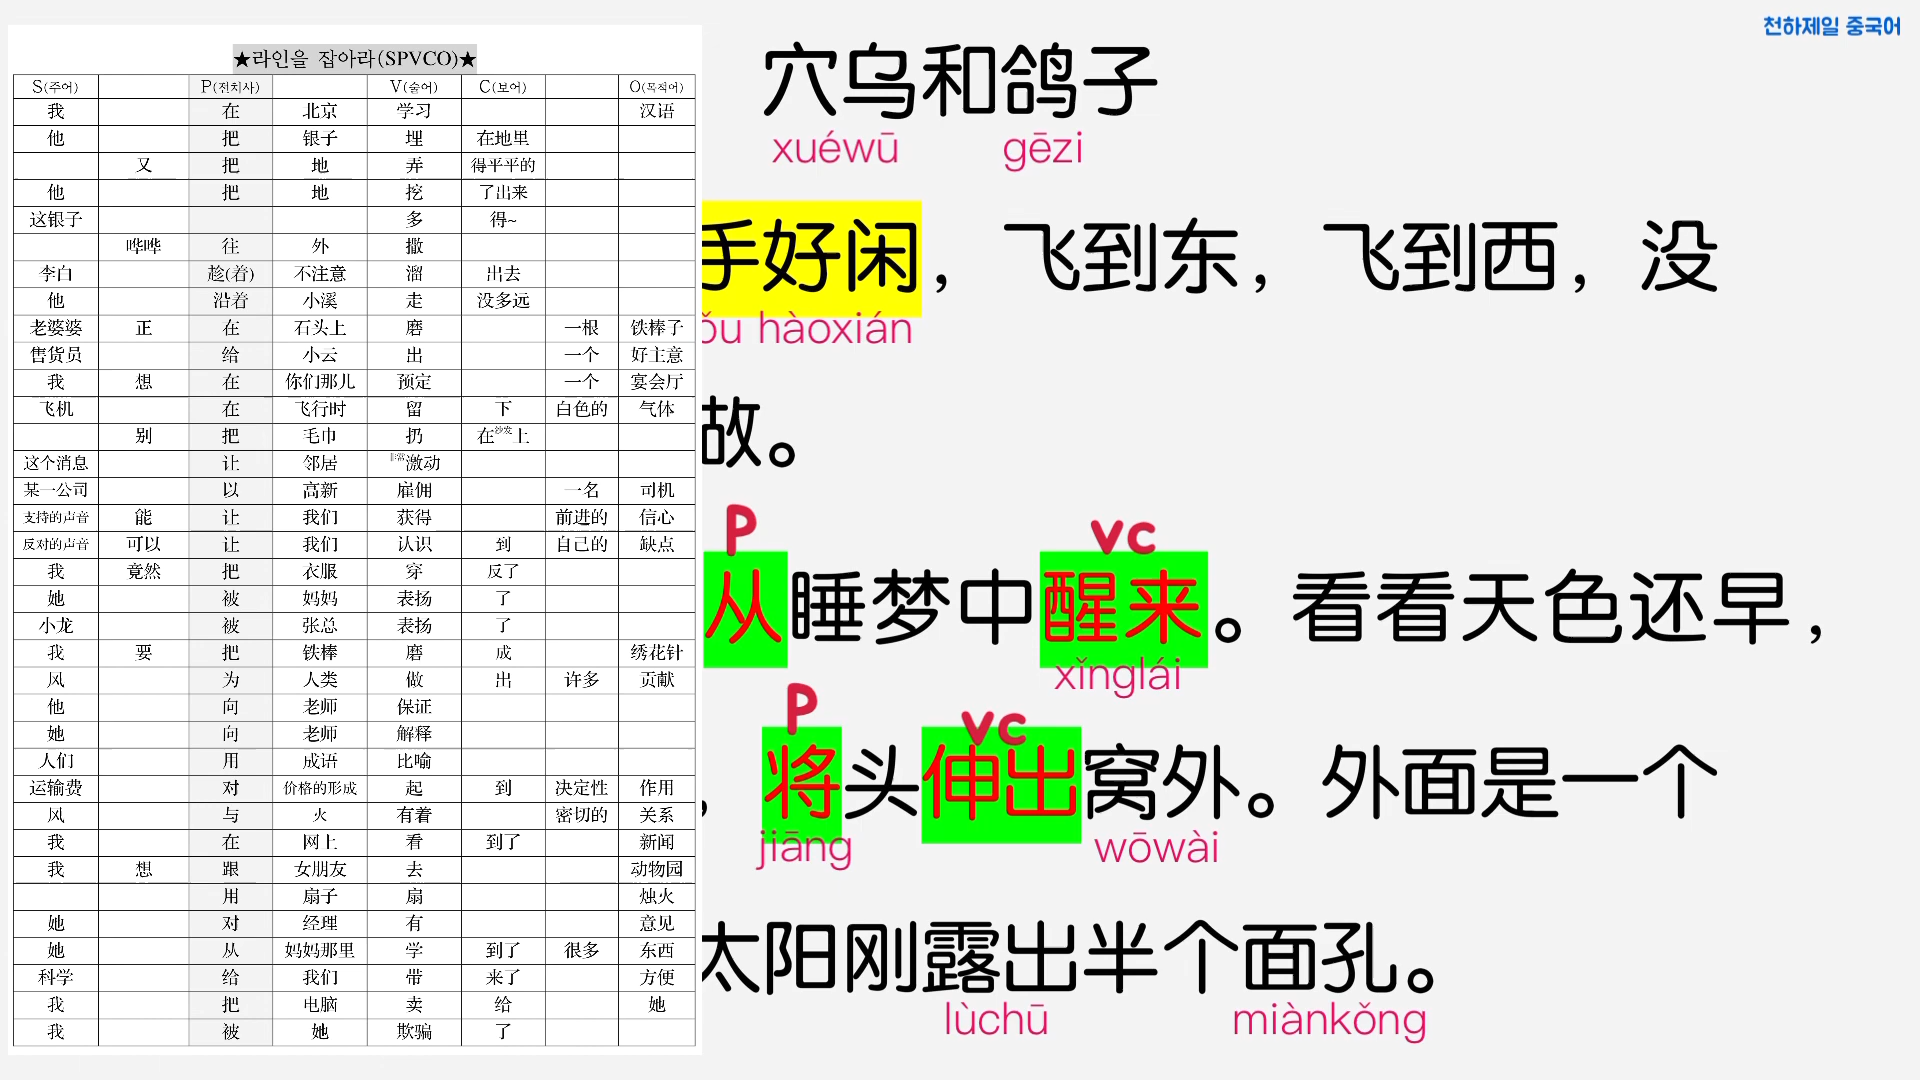 천하제일 중국어
★라인을 잡아라(SPVCO)★
S(주어) P(전치사) V(술어) C(보어) O(목적어)
我 在 北京 学习 汉语
他 把 银子 埋 在地里
又 把 地 弄 得平平的
他 把 地 挖 了出来
这银子 多 得~
哗哗 往 外 撒
李白 趁(着) 不注意 溜 出去
他 沿着 小溪 走 没多远
老婆婆 正 在 石头上 磨 一根 铁棒子
售货员 给 小云 出 一个 好主意
我 想 在 你们那儿 预定 一个 宴会厅
飞机 在 飞行时 留 下 白色的 气体
别 把 毛巾 扔 在沙发上
这个消息 让 邻居 非常激动
某一公司 以 高新 雇佣 一名 司机
支持的声音 能 让 我们 获得 前进的 信心
反对的声音 可以 让 我们 认识 到 自己的 缺点
我 竟然 把 衣服 穿 反了
她 被 妈妈 表扬 了
小龙 被 张总 表扬 了
我 要 把 铁棒 磨 成 绣花针
风 为 人类 做 出 许多 贡献
他 向 老师 保证
她 向 老师 解释
人们 用 成语 比喻
运输费 对 价格的形成 起 到 决定性 作用
风 与 火 有着 密切的 关系
我 在 网上 看 到了 新闻
我 想 跟 女朋友 去 动物园
用 扇子 扇 烛火
她 对 经理 有 意见
她 从 妈妈那里 学 到了 很多 东西
科学 给 我们 带 来了 方便
我 把 电脑 卖 给 她
我 被 她 欺骗 了
穴乌和鸽子
xuéwū gēzi
手好闲，飞到东，飞到西，没
ǒu hàoxián
故。
P vc
从睡梦中醒来。看看天色还早，
xǐnglái
P vc
，将头伸出窝外。外面是一个
jiāng wōwài
太阳刚露出半个面孔。
lùchū miànkǒng